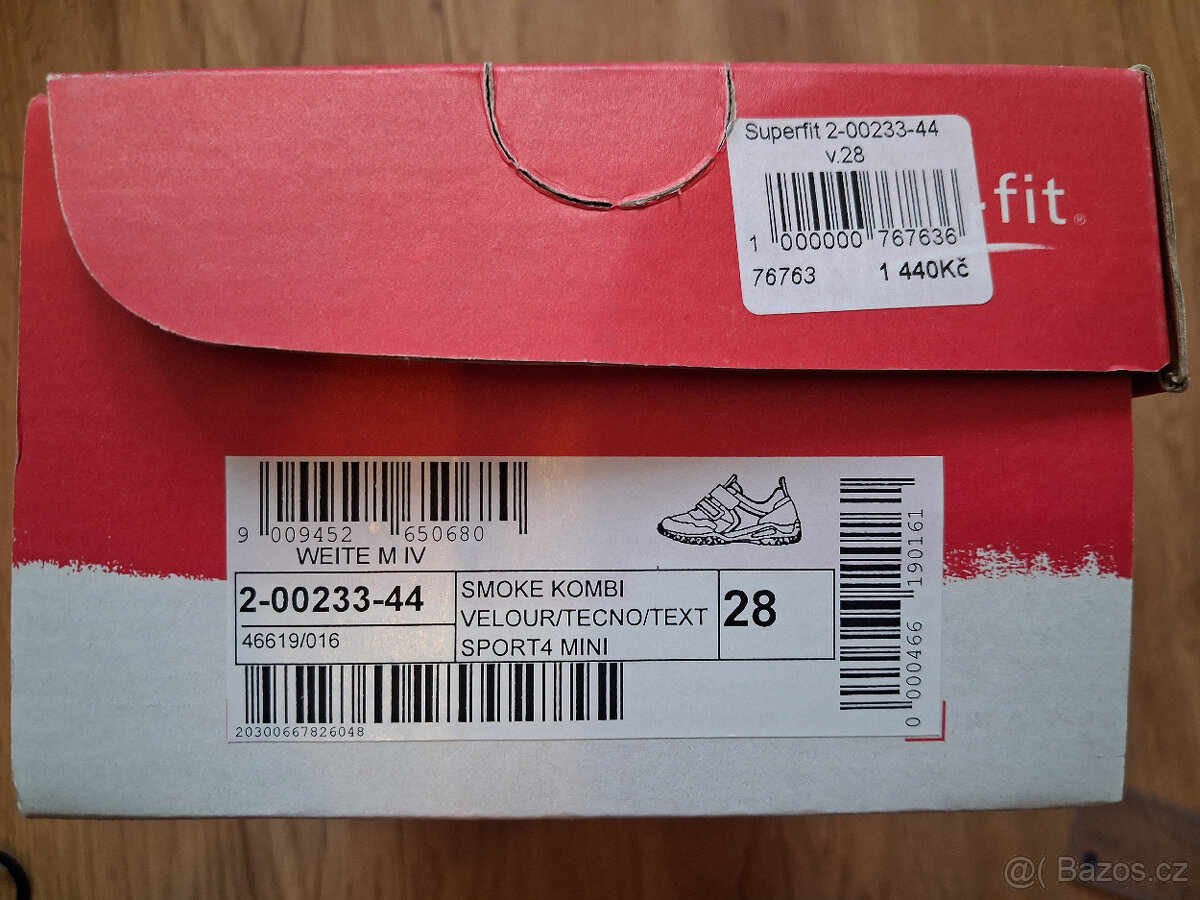 Superfit 2-00233-44
v.28
1 000000 767636
76763 1 440Kč
fit®
9 009452 650680
WEITE M IV
2-00233-44
46619/016
SMOKE KOMBI
VELOUR/TECNO/TEXT
SPORT4 MINI
28
20300667826048
0 000466 190161
@( Bazos.cz